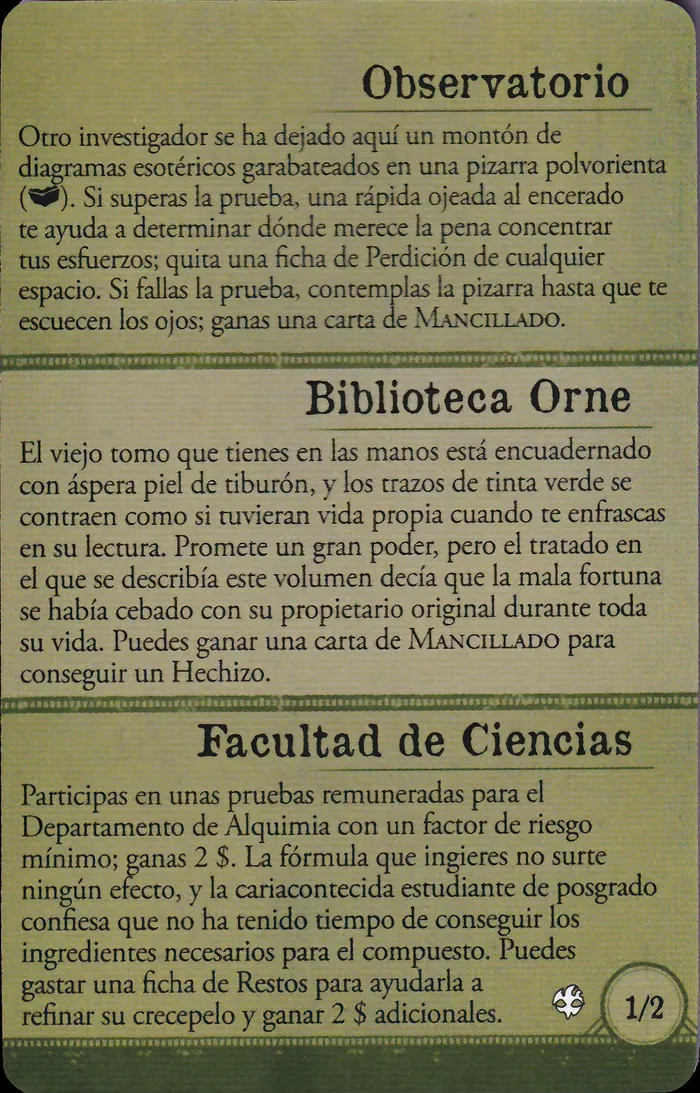 Observatorio
Otro investigador se ha dejado aquí un montón de
diagramas esotéricos garabateados en una pizarra polvorienta
(). Si superas la prueba, una rápida ojeada al encerado
te ayuda a determinar dónde merece la pena concentrar
tus esfuerzos; quita una ficha de Perdición de cualquier
espacio. Si fallas la prueba, contemplas la pizarra hasta que te
escuecen los ojos; ganas una carta de MANCILLADO.
Biblioteca Orne
El viejo tomo que tienes en las manos está encuadernado
con áspera piel de tiburón, y los trazos de tinta verde se
contraen como si tuvieran vida propia cuando te enfrascas
en su lectura. Promete un gran poder, pero el tratado en
el que se describía este volumen decía que la mala fortuna
se había cebado con su propietario original durante toda
su vida. Puedes ganar una carta de MANCILLADO para
conseguir un Hechizo.
Facultad de Ciencias
Participas en unas pruebas remuneradas para el
Departamento de Alquimia con un factor de riesgo
mínimo; ganas 2 $. La fórmula que ingieres no surte
ningún efecto, y la cariacontecida estudiante de posgrado
confiesa que no ha tenido tiempo de conseguir los
ingredientes necesarios para el compuesto. Puedes
gastar una ficha de Restos para ayudarla a
refinar su crecepelo y ganar 2 $ adicionales.
1/2